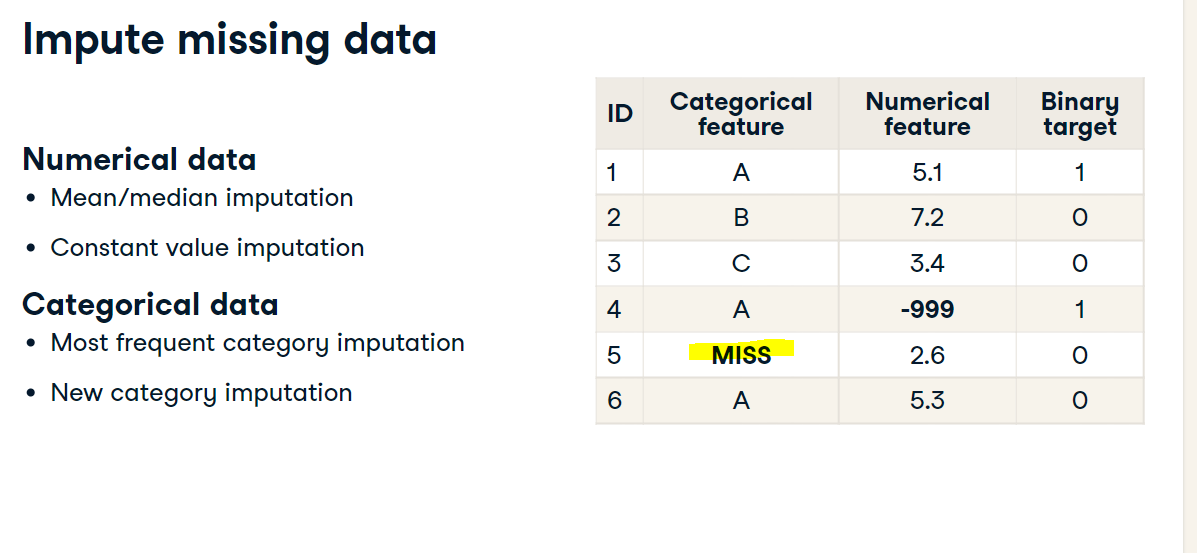 Impute missing data
Numerical data
• Mean/median imputation
• Constant value imputation
Categorical data
• Most frequent category imputation
• New category imputation
ID Categorical feature Numerical feature Binary target
1 A 5.1 1
2 B 7.2 0
3 C 3.4 0
4 A -999 1
5 MISS 2.6 0
6 A 5.3 0